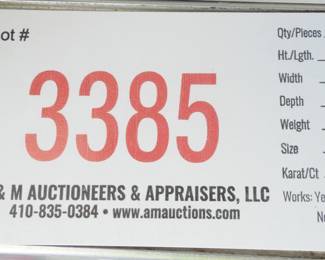 ot #
3385
& M AUCTIONEERS & APPRAISERS, LLC
410-835-0384 • www.amauctions.com
Qty/Pieces
Ht./Lgth.
Width
Depth
Weight
Size
Karat/Ct
Works: Ye
No